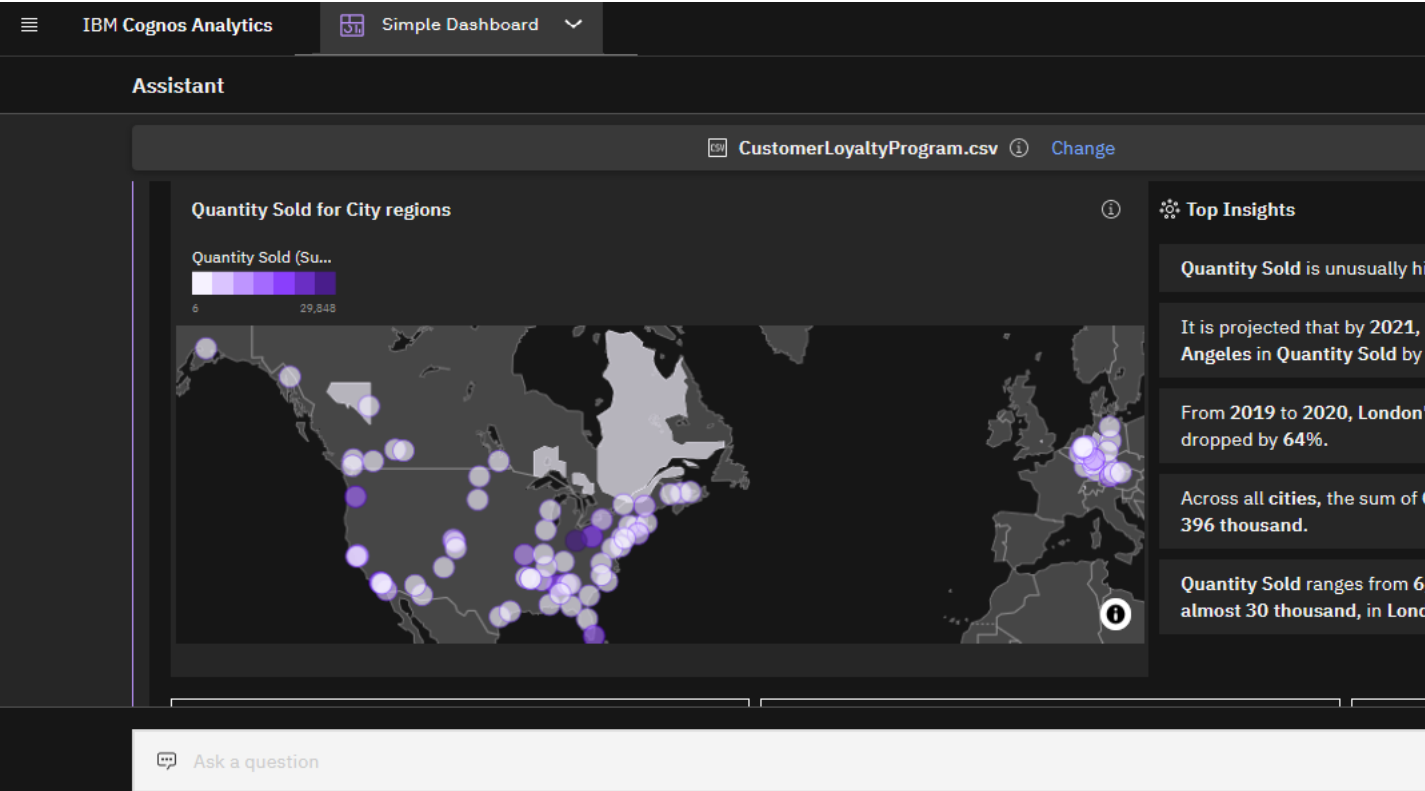 IBM Cognos Analytics
Simple Dashboard
Assistant
CSV CustomerLoyaltyProgram.csv Change
Quantity Sold for City regions
Quantity Sold (Su...
6 29,848
Top Insights
Quantity Sold is unusually hi
It is projected that by 2021,
Angeles in Quantity Sold by
From 2019 to 2020, London'
dropped by 64%.
Across all cities, the sum of
396 thousand.
Quantity Sold ranges from 6
almost 30 thousand, in Lond
Ask a question